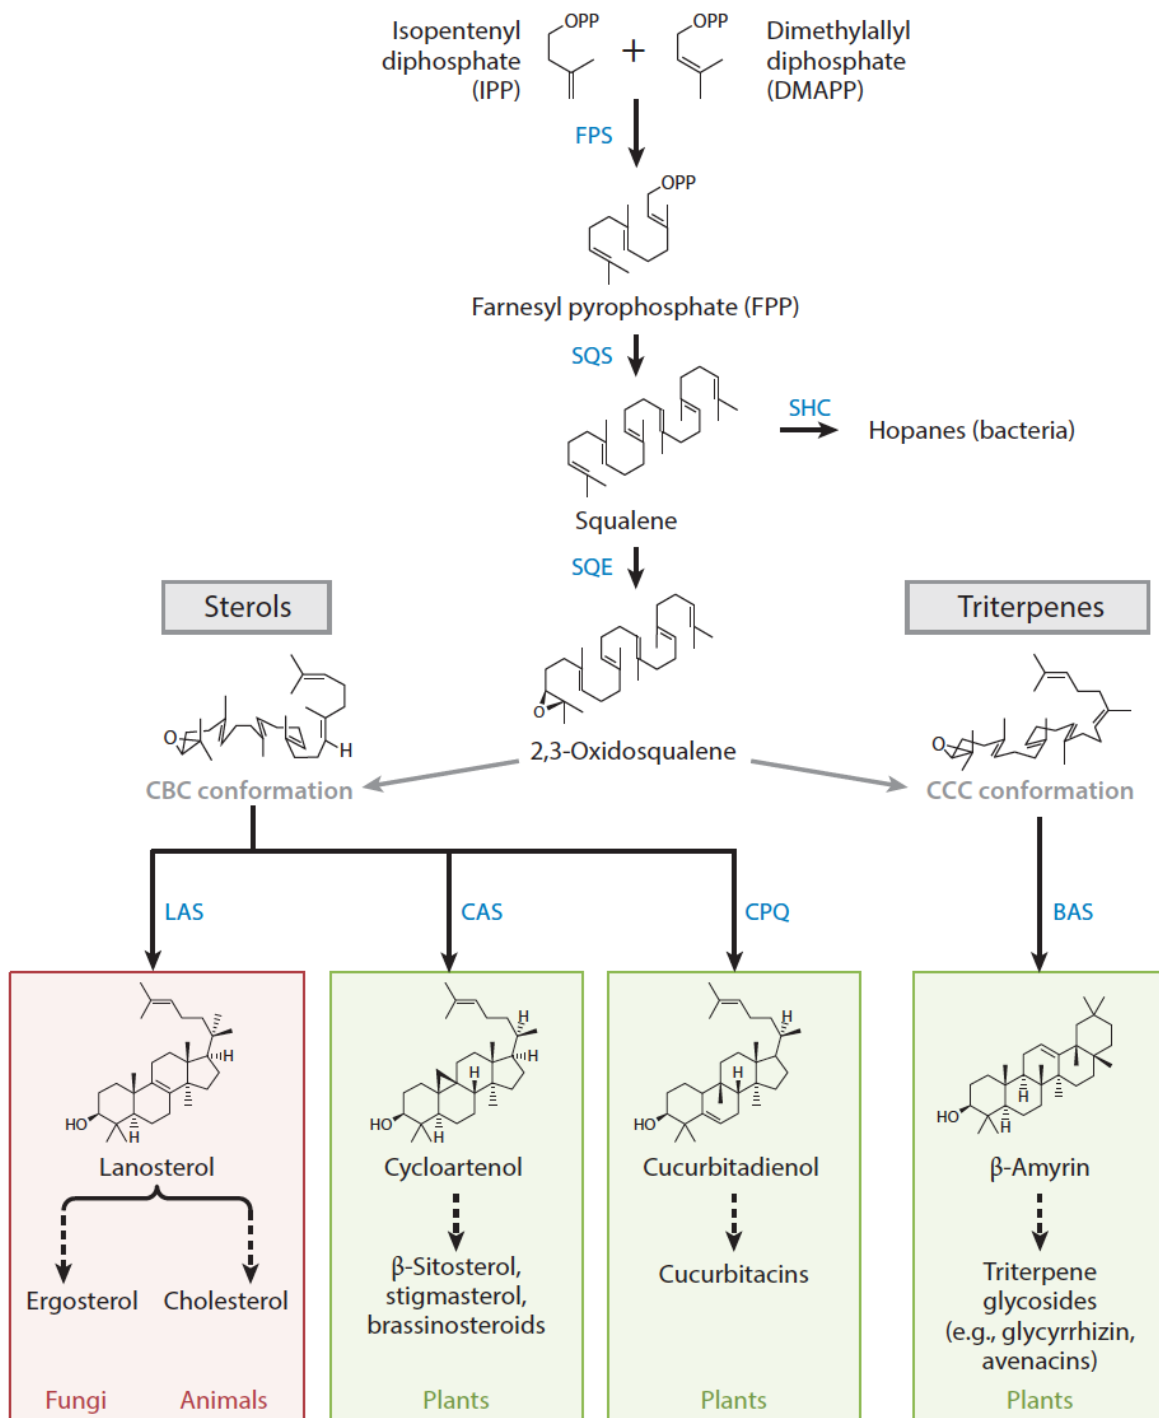 Isopentenyl
diphosphate
(IPP)
OPP
+
OPP
Dimethylallyl
diphosphate
(DMAPP)
FPS
OPP
Farnesyl pyrophosphate (FPP)
SQS
SHC
Hopanes (bacteria)
Squalene
SQE
Sterols
Triterpenes
O
H
CBC conformation
O
2,3-Oxidosqualene
O
CCC conformation
LAS
CAS
CPQ
BAS
H
HO
H
Lanosterol
H
H
H
HO
H
Cycloartenol
H
H
HO
Cucurbitadienol
H
HO
H
β-Amyrin
Ergosterol
Cholesterol
β-Sitosterol,
stigmasterol,
brassinosteroids
Cucurbitacins
Triterpene
glycosides
(e.g., glycyrrhizin,
avenacins)
Fungi
Animals
Plants
Plants
Plants